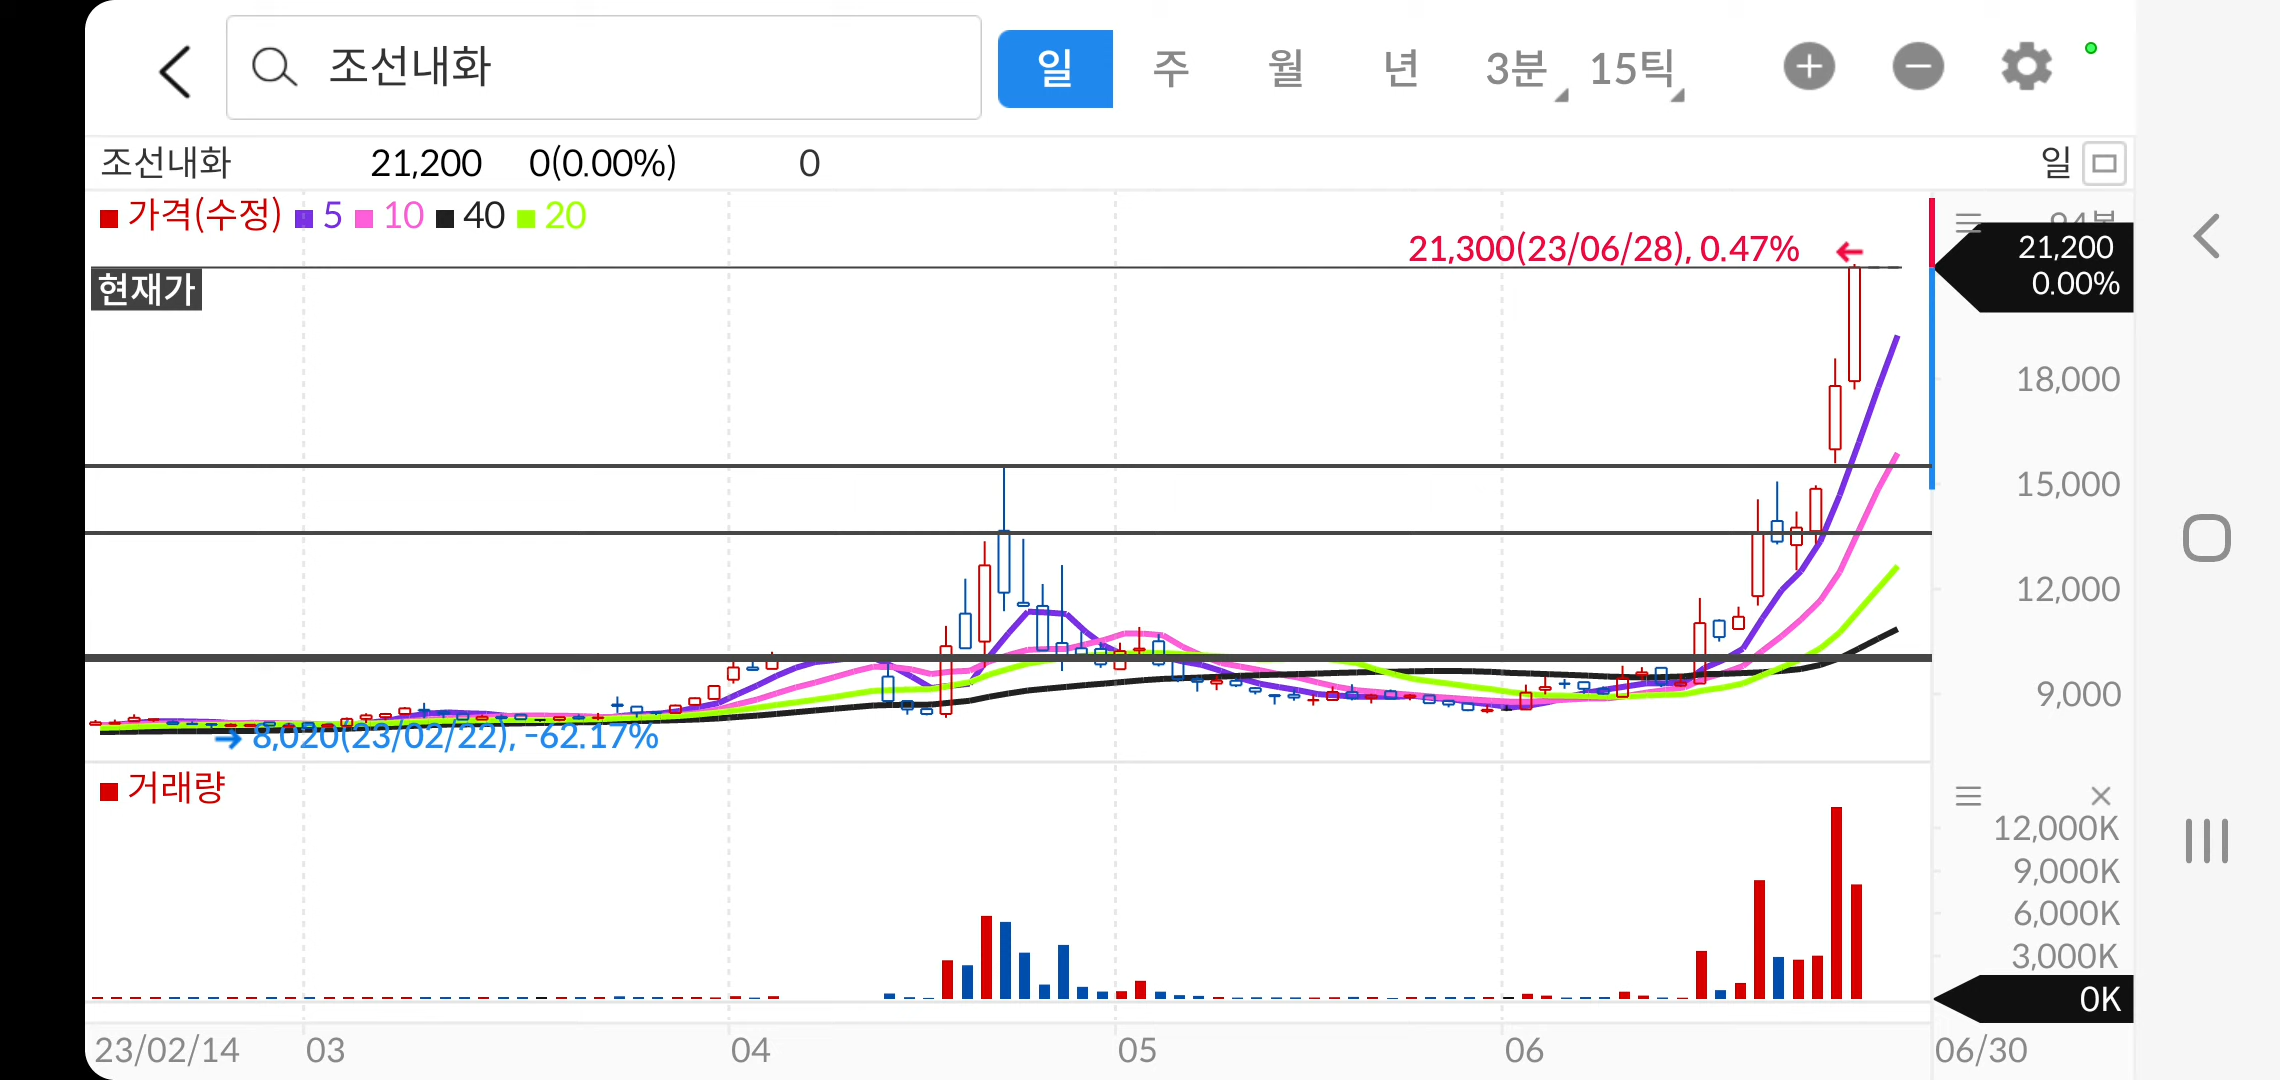 조선내화
일 주 월 년 3분 15틱
조선내화 21,200 0(0.00%) 0 일
가격(수정) 5 10 40 20
21,300(23/06/28), 0.47%
21,200
0.00%
현재가
18,000
15,000
12,000
9,000
8,020(23/02/22), -62.17%
거래량
12,000K
9,000K
6,000K
3,000K
0K
23/02/14 03 04 05 06 06/30